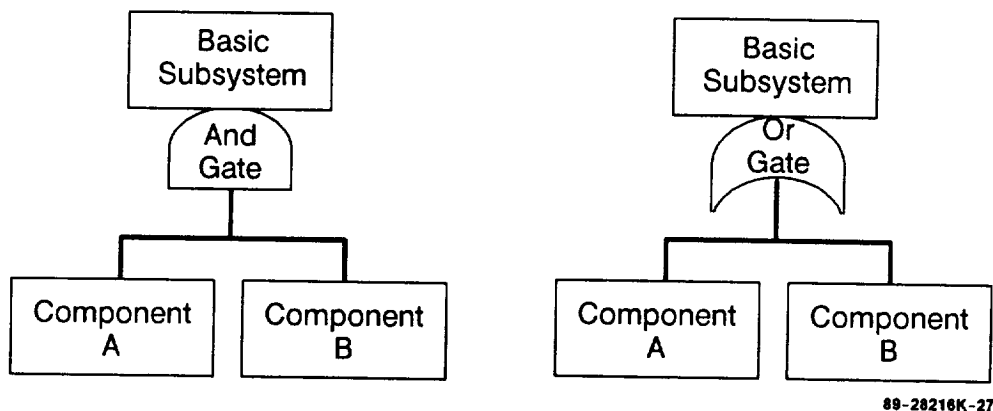 Basic
Subsystem
And
Gate
Component
A
Component
B
Basic
Subsystem
Or
Gate
Component
A
Component
B
89-28216K-27